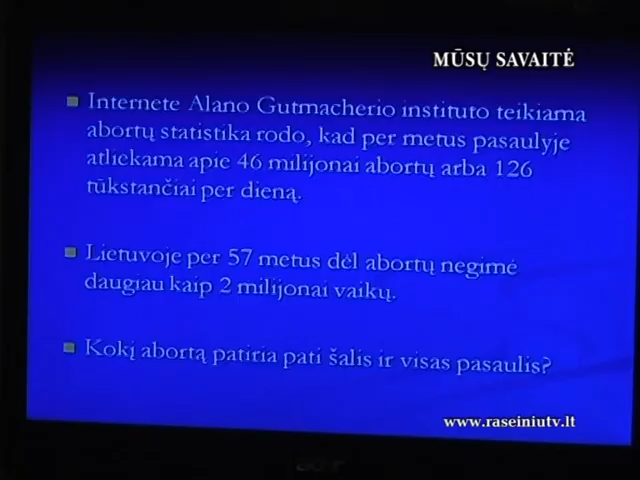 MŪSŲ SAVAITĖ
Internete Alano Gutmacherio instituto teikiama
abortų statistika rodo, kad per metus pasaulyje
atliekama apie 46 milijonai abortų arba 126
tūkstančiai per dieną.
Lietuvoje per 57 metus dėl abortų negimė
daugiau kaip 2 milijonai vaikų.
Kokį abortą patiria pati šalis ir visas pasaulis?
www.raseiniutv.lt
acer